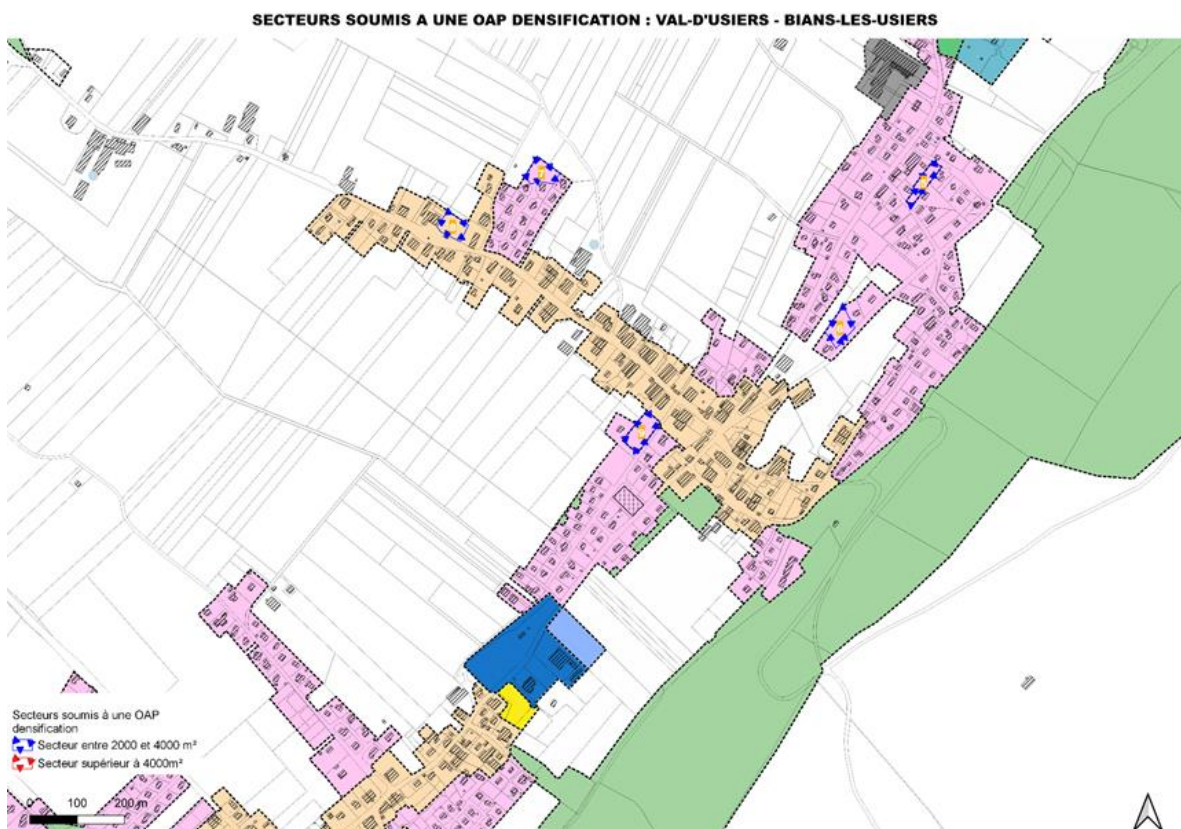 SECTEURS SOUMIS A UNE OAP DENSIFICATION : VAL-D'USIERS - BIANS-LES-USIERS
Secteurs soumis à une OAP
densification
Secteur entre 2000 et 4000 m²
Secteur supérieur à 4000m²
0 100 200 m